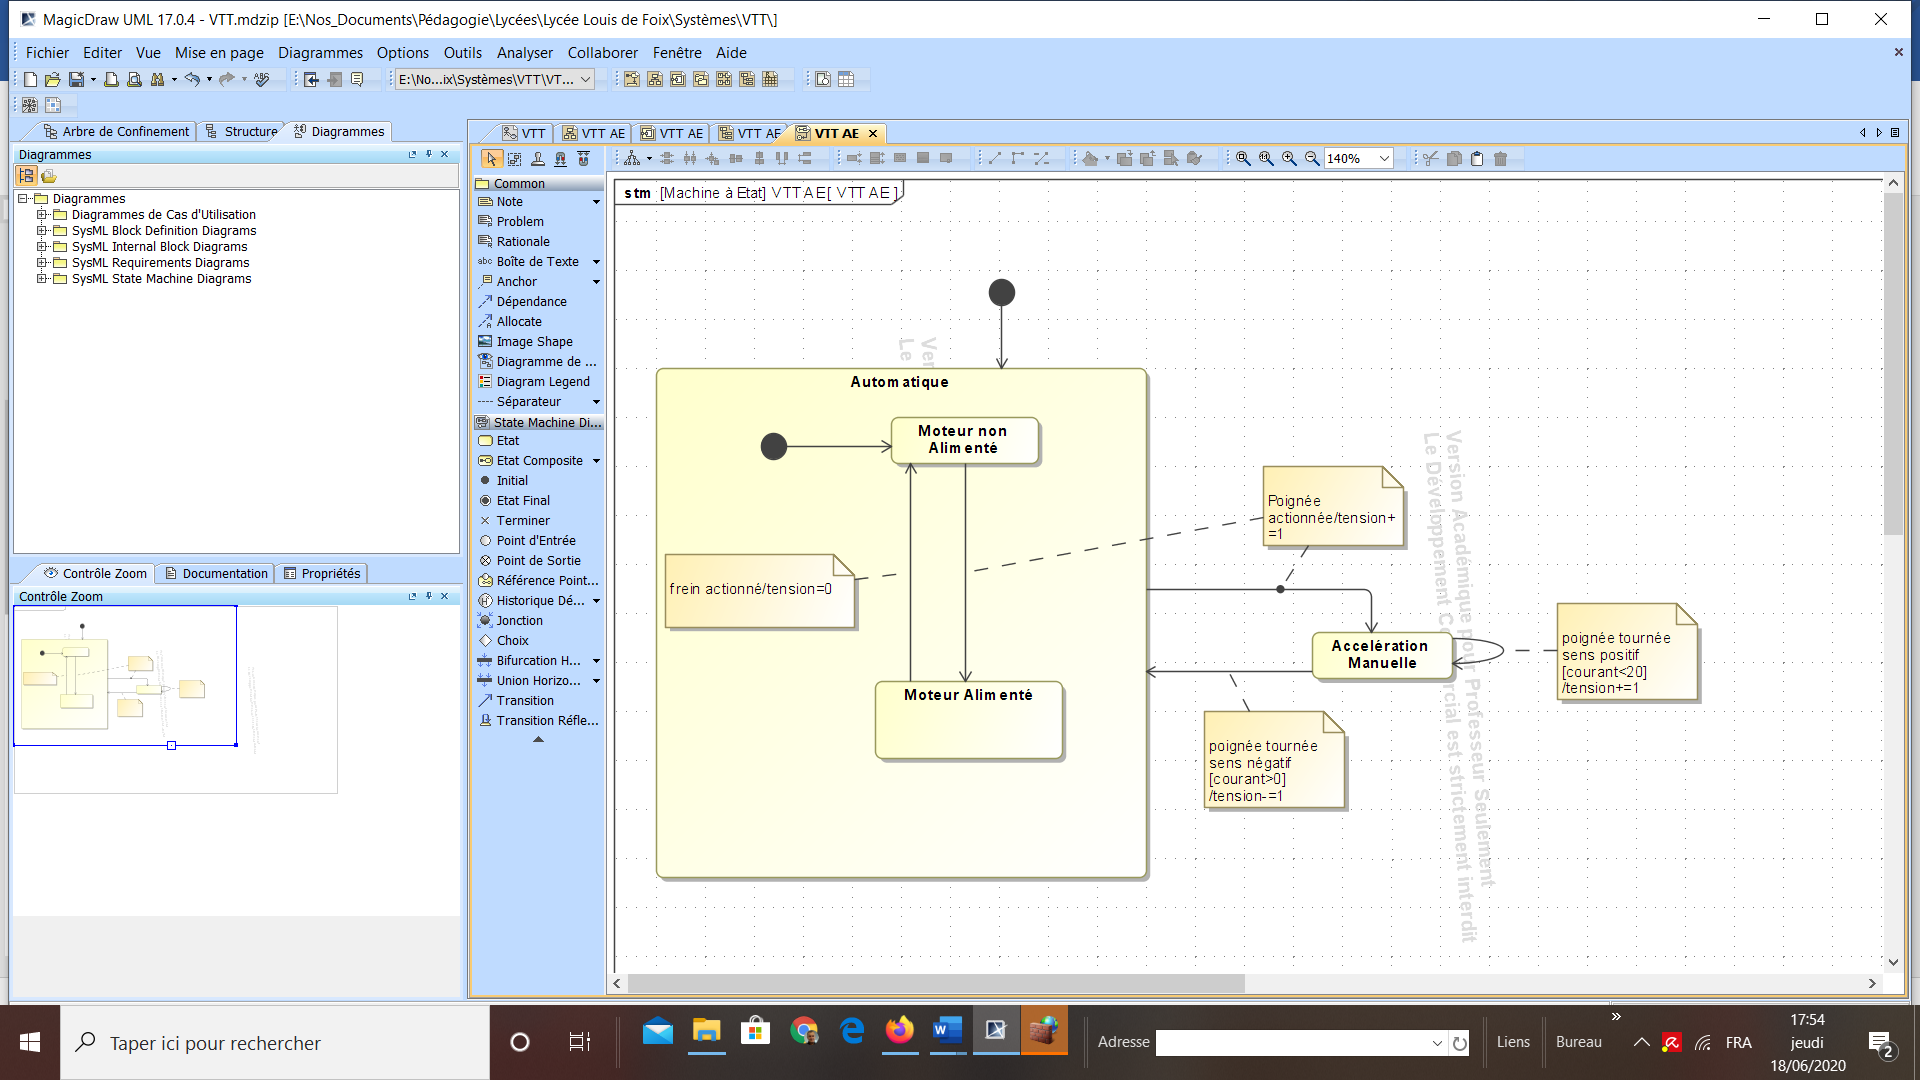 MagicDraw UML 17.0.4 - VTT.mdzip [E:\Nos_Documents\Pédagogie\Lycées\Lycée Louis de Foix\Systèmes\VTT\]
Fichier Editer Vue Mise en page Diagrammes Options Outils Analyser Collaborer Fenêtre Aide
E:\No...ix\Systèmes\VTT\VT...
Arbre de Confinement Structure Diagrammes
VTT VTT AE VTT AE VTT AE VTT AE
Diagrammes
140%
Diagrammes
Diagrammes de Cas d'Utilisation
SysML Block Definition Diagrams
SysML Internal Block Diagrams
SysML Requirements Diagrams
SysML State Machine Diagrams
Contrôle Zoom Documentation Propriétés
Contrôle Zoom
Common
Note
Problem
Rationale
abc Boîte de Texte
Anchor
Dépendance
Allocate
Image Shape
Diagramme de ...
Diagram Legend
Séparateur
State Machine Di...
Etat
Etat Composite
Initial
Etat Final
Terminer
Point d'Entrée
Point de Sortie
Référence Point...
Historique Dé...
Jonction
Choix
Bifurcation H...
Union Horizo...
Transition
Transition Réfle...
stm [Machine à Etat] VTT AE[ VTT AE ]
Ver
Le
Automatique
Moteur non
Alimenté
Poignée
actionnée/tension+
=1
frein actionné/tension=0
Accelération
Manuelle
poignée tournée
sens positif
[courant<20]
/tension+=1
Moteur Alimenté
poignée tournée
sens négatif
[courant>0]
/tension-=1
Version Académique pour Professeur Seulement
Le Développement Commercial est strictement interdit
Taper ici pour rechercher
Adresse
Liens
Bureau
FRA
17:54
jeudi
18/06/2020
2